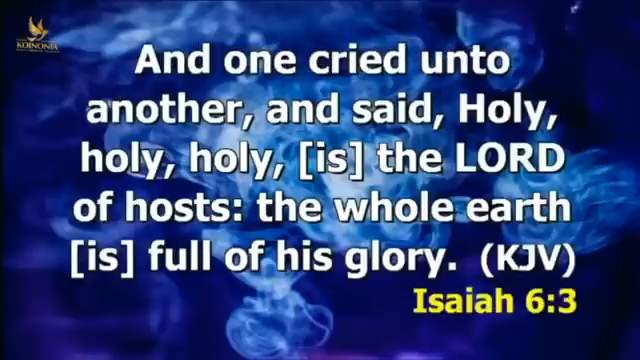 KOINONIA
And one cried unto
another, and said, Holy,
holy, holy, [is] the LORD
of hosts: the whole earth
[is] full of his glory. (KJV)
Isaiah 6:3